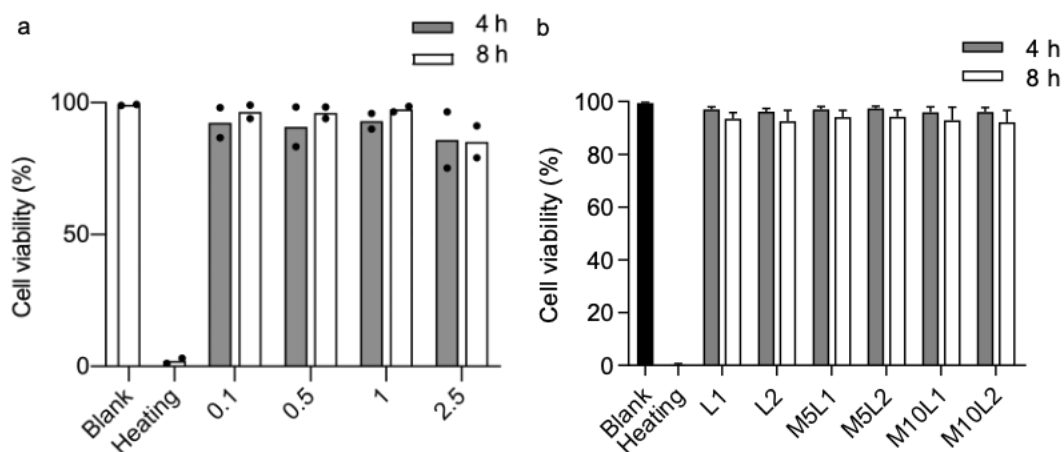 a
4 h
8 h
Cell viability (%)
100
50
0
Blank
Heating
0.1
0.5
1
2.5
b
4 h
8 h
Cell viability (%)
100
80
60
40
20
0
Blank
Heating
L1
L2
M5L1
M5L2
M10L1
M10L2